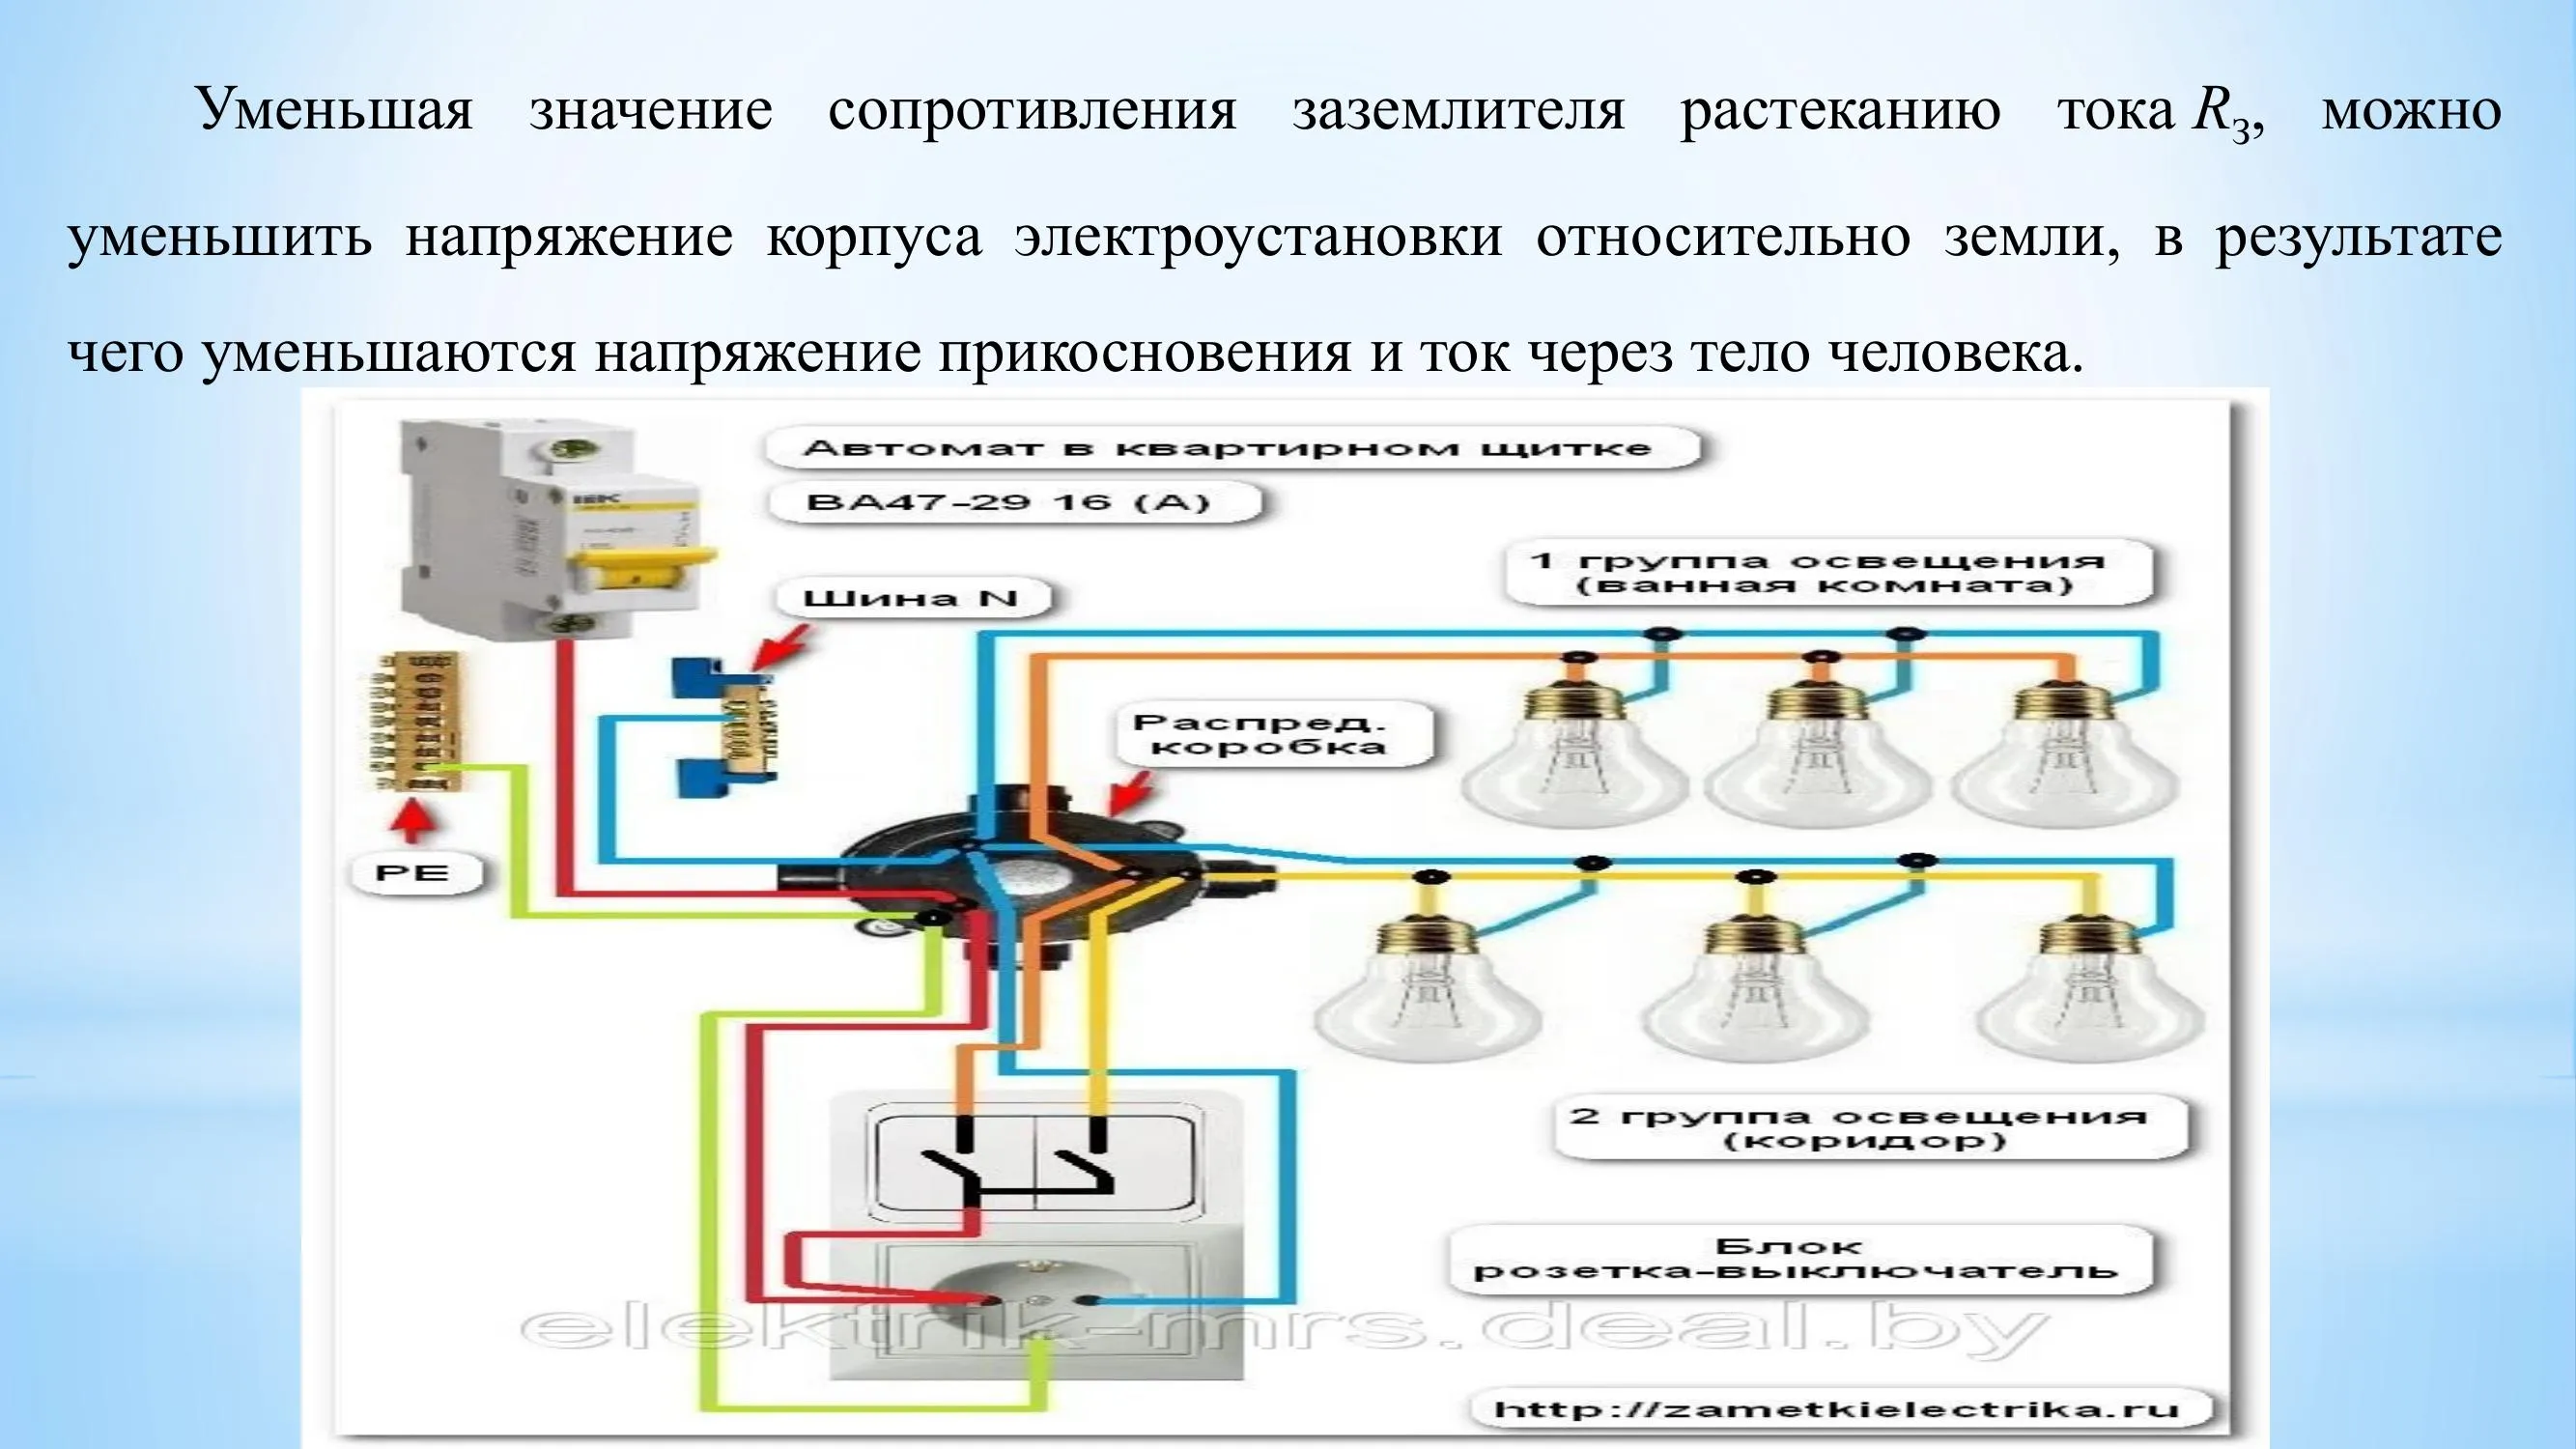 Уменьшая значение сопротивления заземлителя растеканию тока Rз, можно
уменьшить напряжение корпуса электроустановки относительно земли, в результате
чего уменьшаются напряжение прикосновения и ток через тело человека.
Автомат в квартирном щитке
ВА47-29 16 (А)
IEK
Шина N
1 группа освещения
(ванная комната)
Распред.
коробка
PE
2 группа освещения
(коридор)
Блок
розетка-выключатель
elektrik-mrs.deal.by
http://zametkielectrika.ru